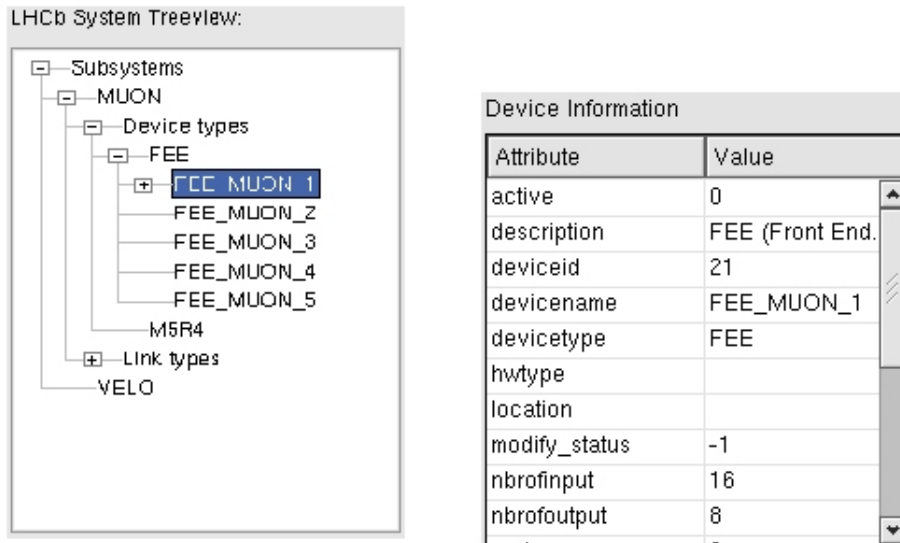 LHCb System Treeview:
Subsystems
MUON
Device types
FEE
FEE_MUON_1
FEE_MUON_2
FEE_MUON_3
FEE_MUON_4
FEE_MUON_5
M5R4
Link types
VELO
Device Information
Attribute Value
active 0
description FEE (Front End.
deviceid 21
devicename FEE_MUON_1
devicetype FEE
hwtype
location
modify_status -1
nbrofinput 16
nbrofoutput 8